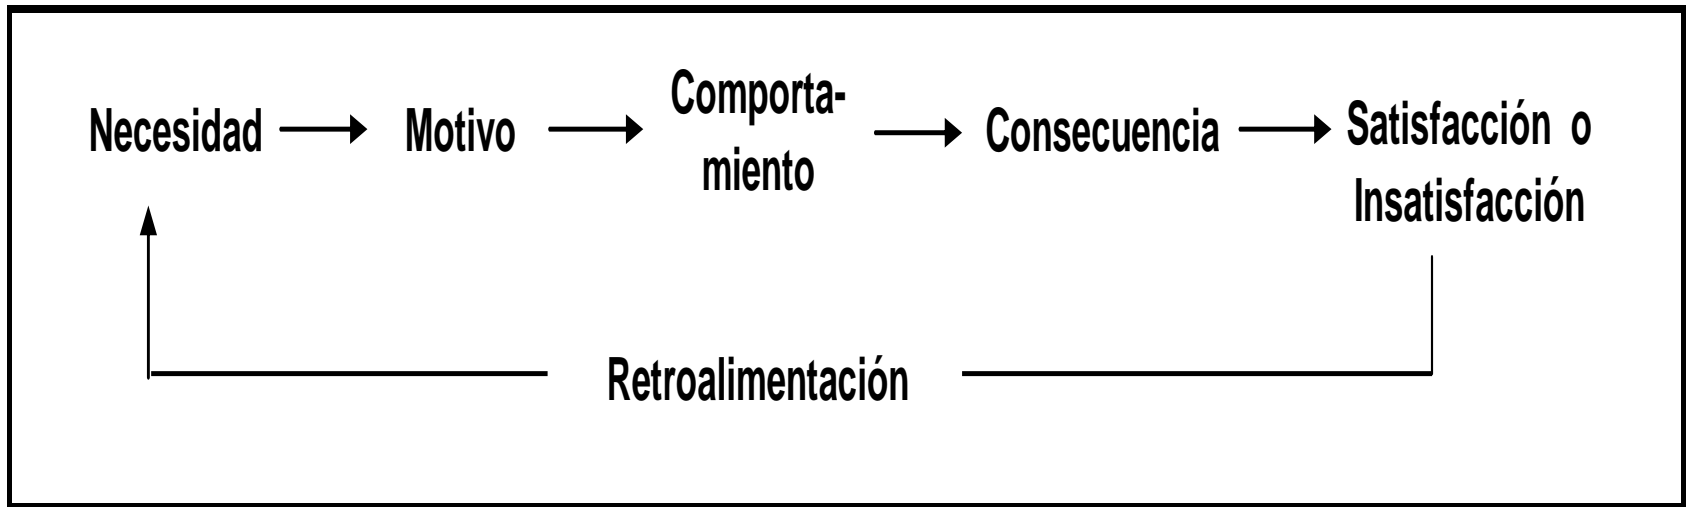 Necesidad
Motivo
Comporta-
miento
Consecuencia
Satisfacción o
Insatisfacción
Retroalimentación